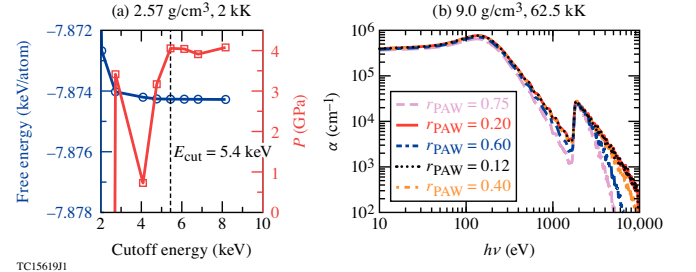 (a) 2.57 g/cm³, 2 kK
(b) 9.0 g/cm³, 62.5 kK
Free energy (keV/atom)
−7.872
−7.874
−7.876
−7.878
P (GPa)
4
3
2
1
0
E_cut = 5.4 keV
2 4 6 8 10
Cutoff energy (keV)
α (cm⁻¹)
10⁶
10⁵
10⁴
10³
10²
r_PAW = 0.75
r_PAW = 0.20
r_PAW = 0.60
r_PAW = 0.12
r_PAW = 0.40
10 100 1000 10,000
hν (eV)
TC15619J1